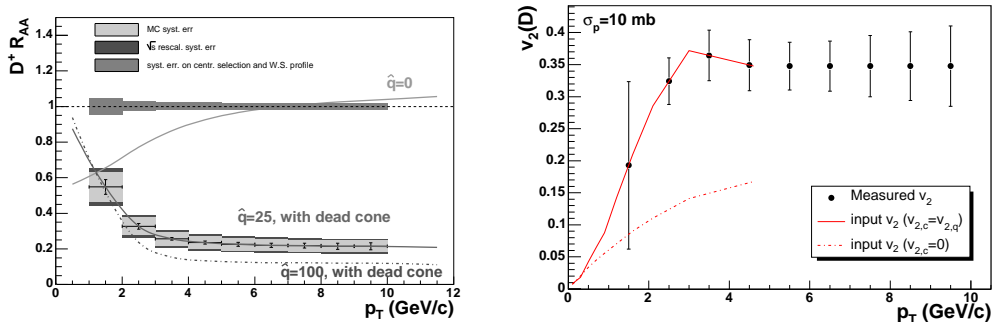 D⁺ R_AA
1.4
1.2
1
0.8
0.6
0.4
0.2
0
MC syst. err
√s rescal. syst. err
syst. err. on centr. selection and W.S. profile
q̂=0
q̂=25, with dead cone
q̂=100, with dead cone
0 2 4 6 8 10 12
p_T (GeV/c)
v₂(D)
0.45
0.4
0.35
0.3
0.25
0.2
0.15
0.1
0.05
0
σ_p=10 mb
Measured v₂
input v₂ (v_2,c=v_2,q)
input v₂ (v_2,c=0)
0 2 4 6 8 10
p_T (GeV/c)